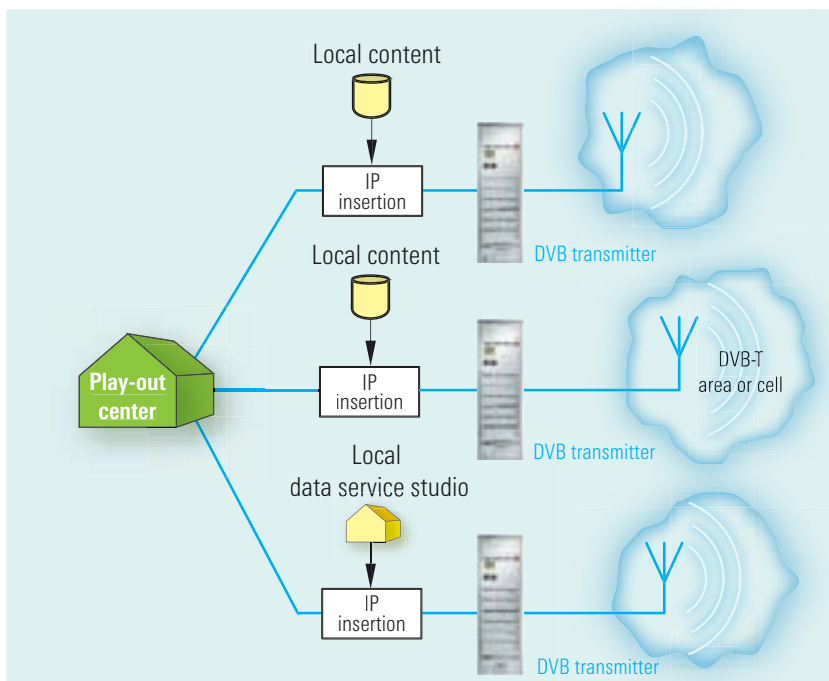 Local content
IP
insertion
DVB transmitter
Local content
Play-out
center
IP
insertion
DVB transmitter
DVB-T
area or cell
Local
data service studio
IP
insertion
DVB transmitter